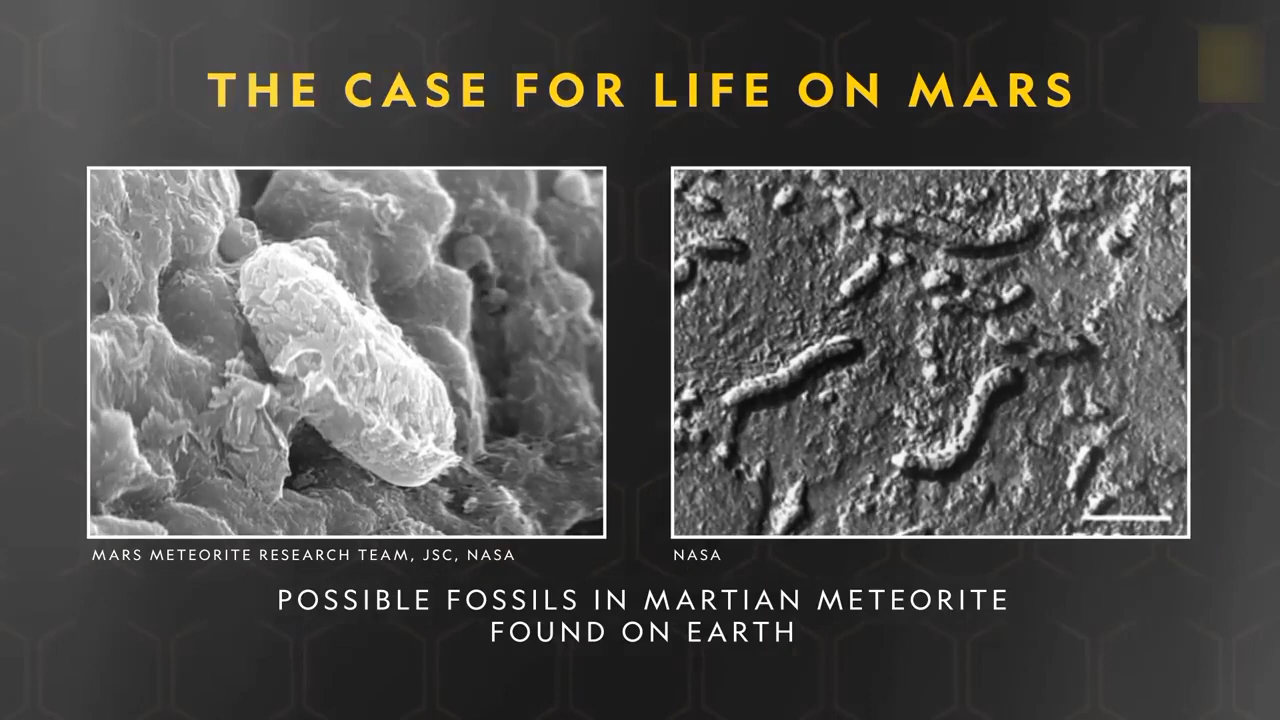 THE CASE FOR LIFE ON MARS
MARS METEORITE RESEARCH TEAM, JSC, NASA
NASA
POSSIBLE FOSSILS IN MARTIAN METEORITE
FOUND ON EARTH